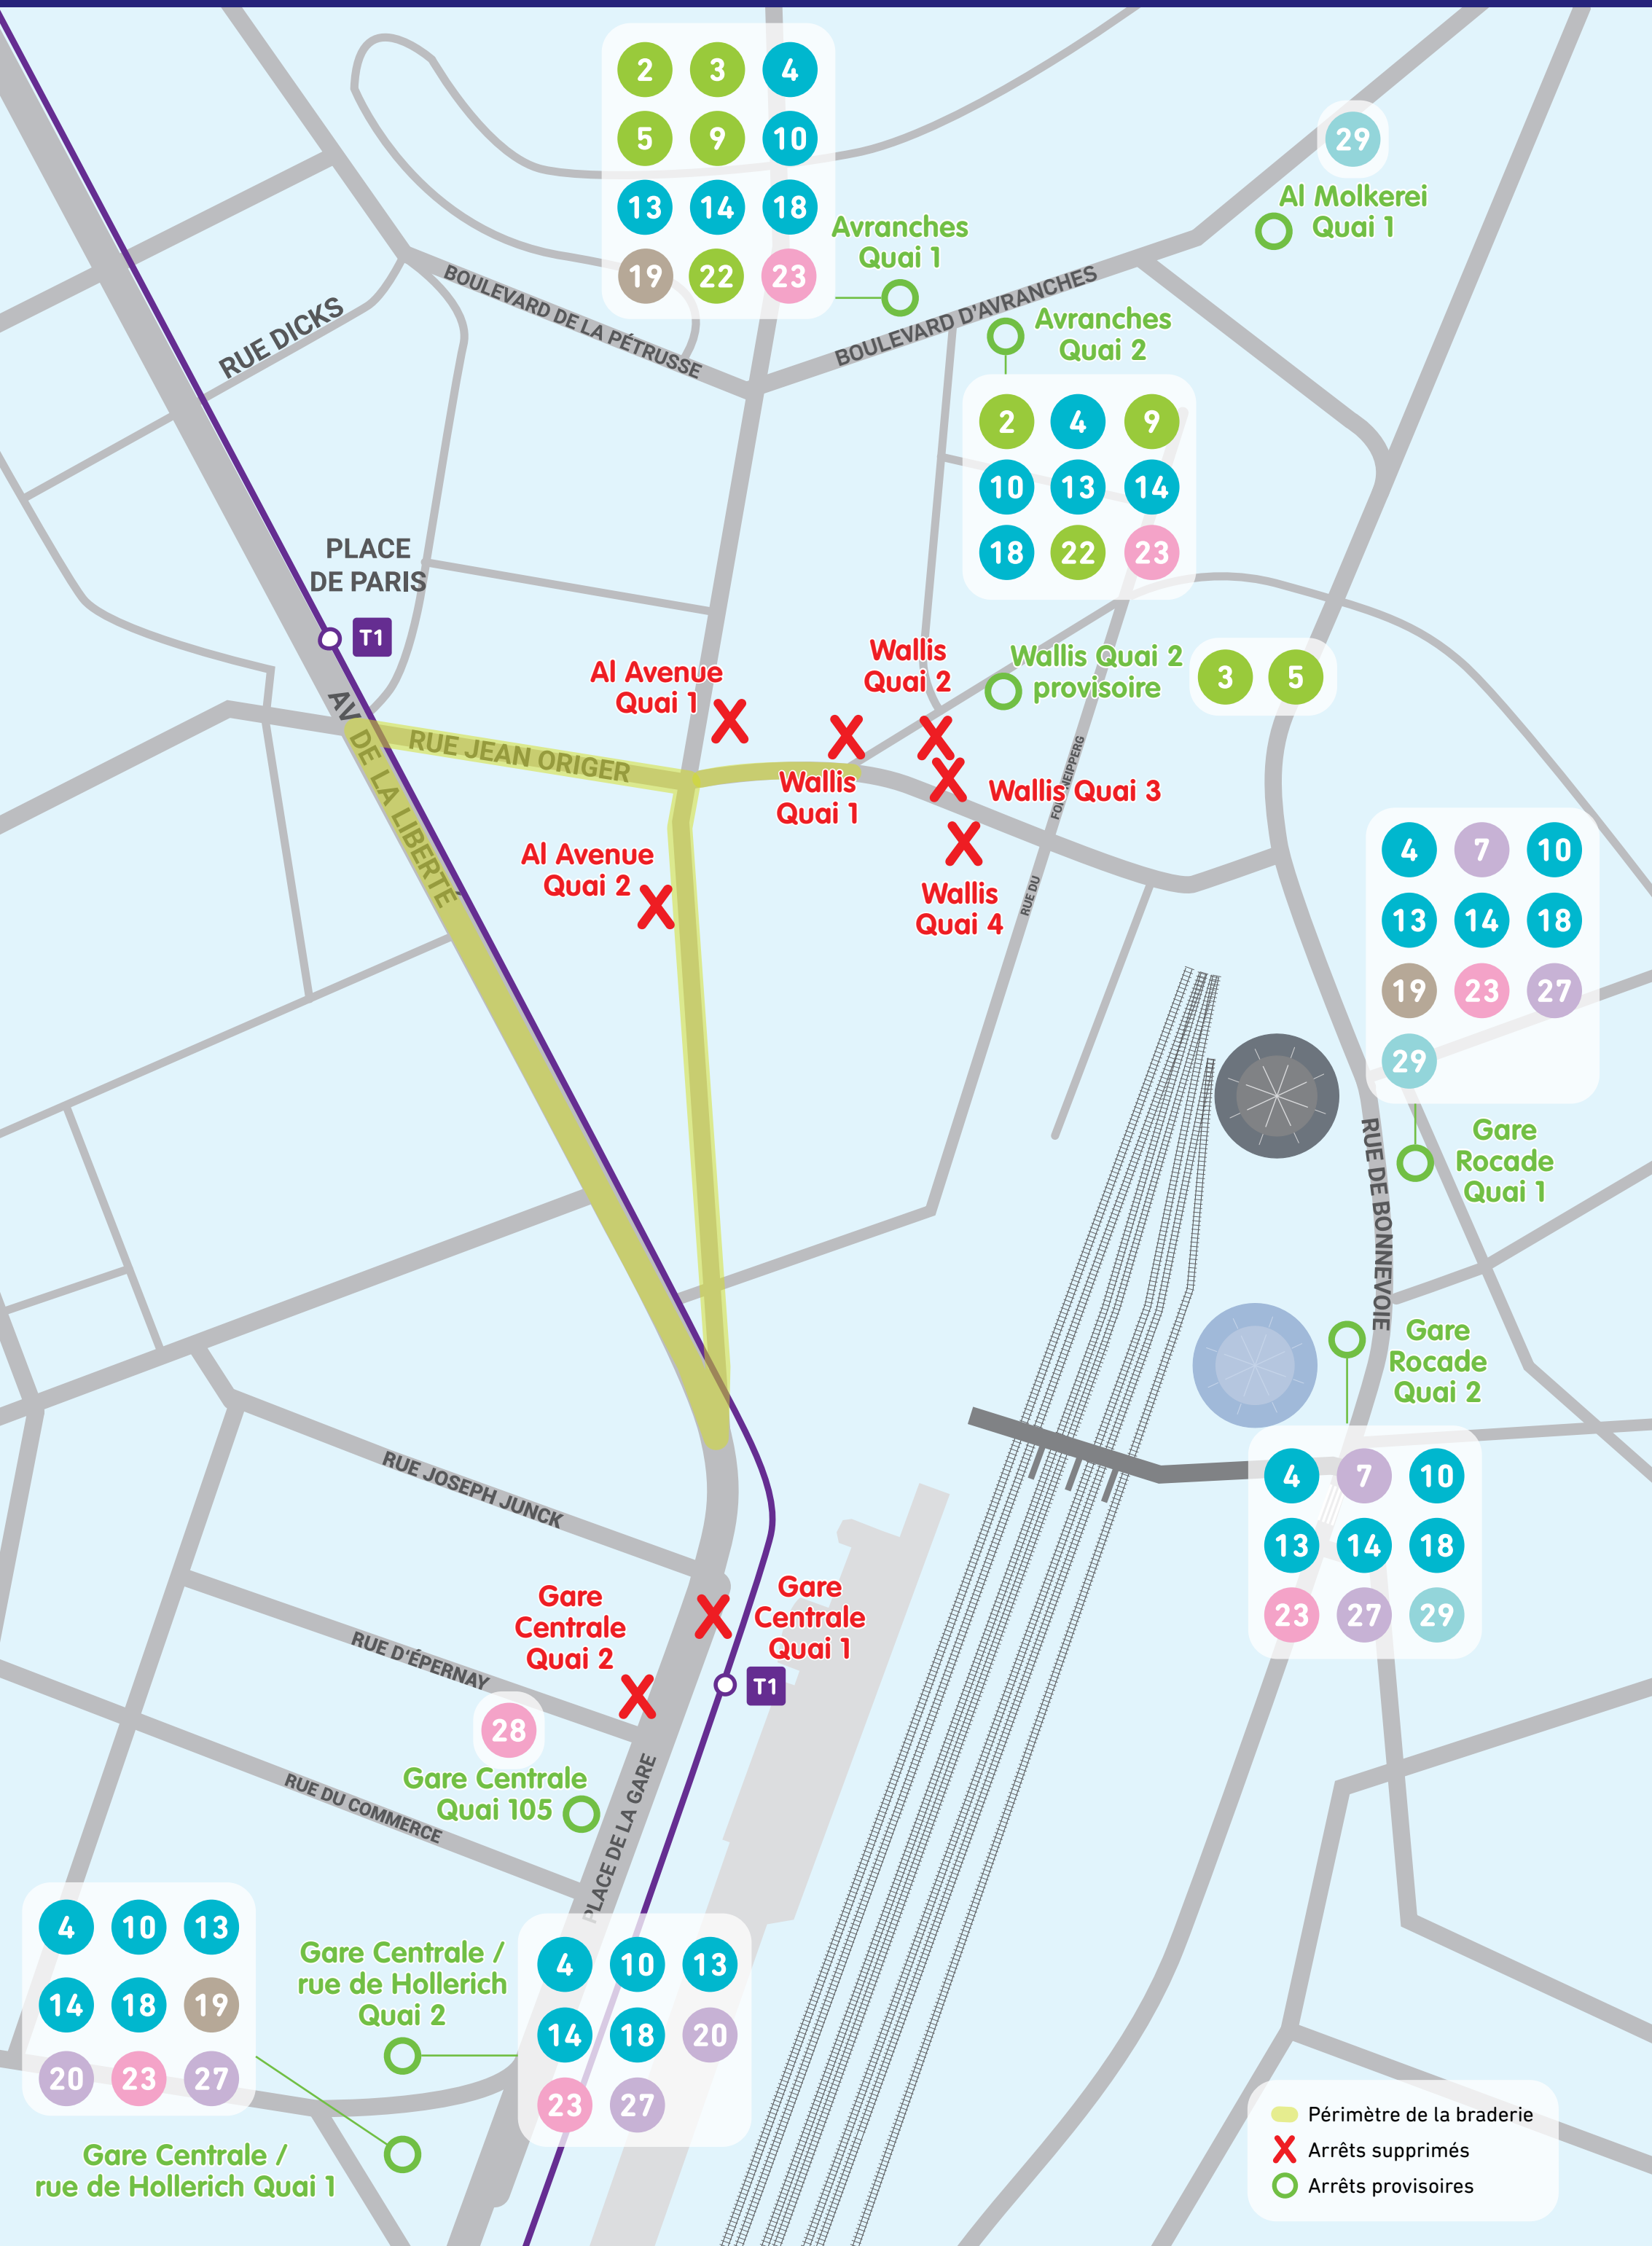 2 3 4
5 9 10
13 14 18
19 22 23
Avranches
Quai 1
29
Al Molkerei
Quai 1
BOULEVARD DE LA PÉTRUSSE
BOULEVARD D'AVRANCHES
RUE DICKS
Avranches
Quai 2
2 4 9
10 13 14
18 22 23
PLACE
DE PARIS
T1
Al Avenue
Quai 1
Wallis
Quai 2
Wallis Quai 2
provisoire
3 5
AV DE LA LIBERTÉ
RUE JEAN ORIGER
Wallis
Quai 1
Wallis Quai 3
Al Avenue
Quai 2
Wallis
Quai 4
RUE DU
4 7 10
13 14 18
19 23 27
29
Gare
Rocade
Quai 1
RUE DE BONNEVOIE
Gare
Rocade
Quai 2
4 7 10
13 14 18
23 27 29
RUE JOSEPH JUNCK
Gare
Centrale
Quai 1
Gare
Centrale
Quai 2
T1
RUE D'ÉPERNAY
28
Gare Centrale
Quai 105
RUE DU COMMERCE
PLACE DE LA GARE
4 10 13
14 18 19
20 23 27
Gare Centrale /
rue de Hollerich
Quai 2
4 10 13
14 18 20
23 27
Gare Centrale /
rue de Hollerich Quai 1
Périmètre de la braderie
Arrêts supprimés
Arrêts provisoires